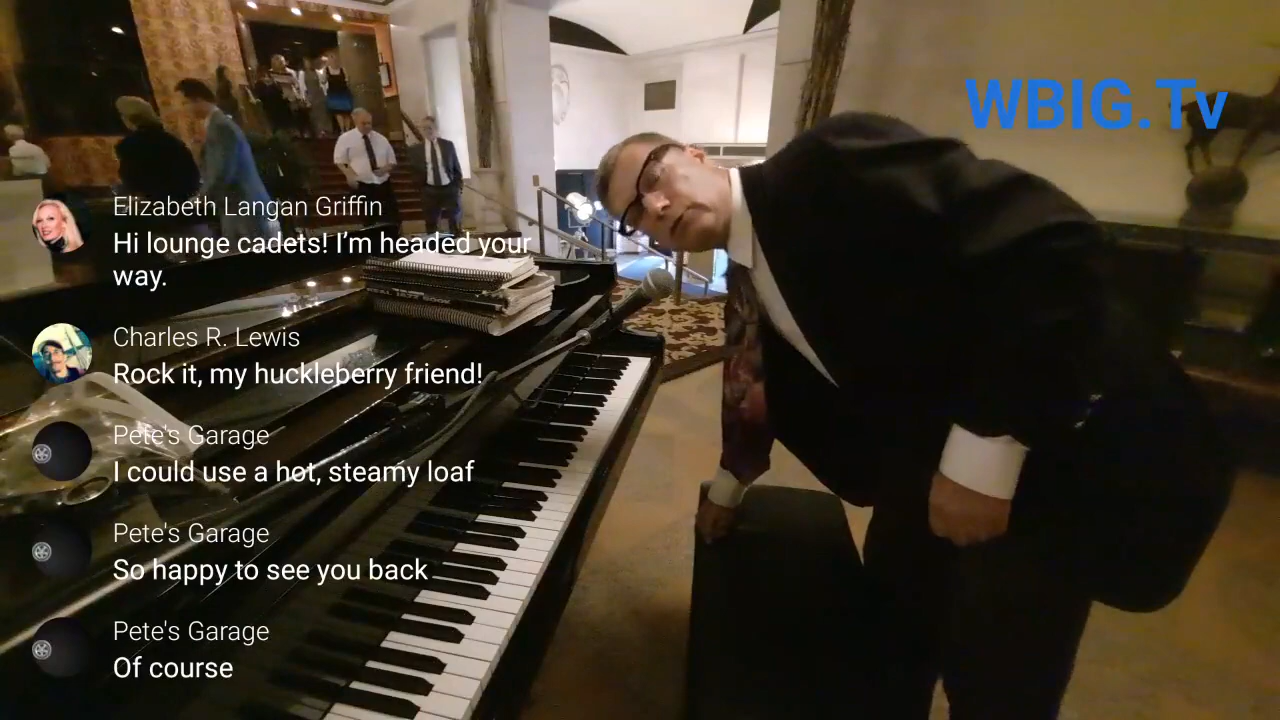 WBIG.Tv
Elizabeth Langan Griffin
Hi lounge cadets! I’m headed your
way.
Charles R. Lewis
Rock it, my huckleberry friend!
Pete's Garage
I could use a hot, steamy loaf
Pete's Garage
So happy to see you back
Pete's Garage
Of course